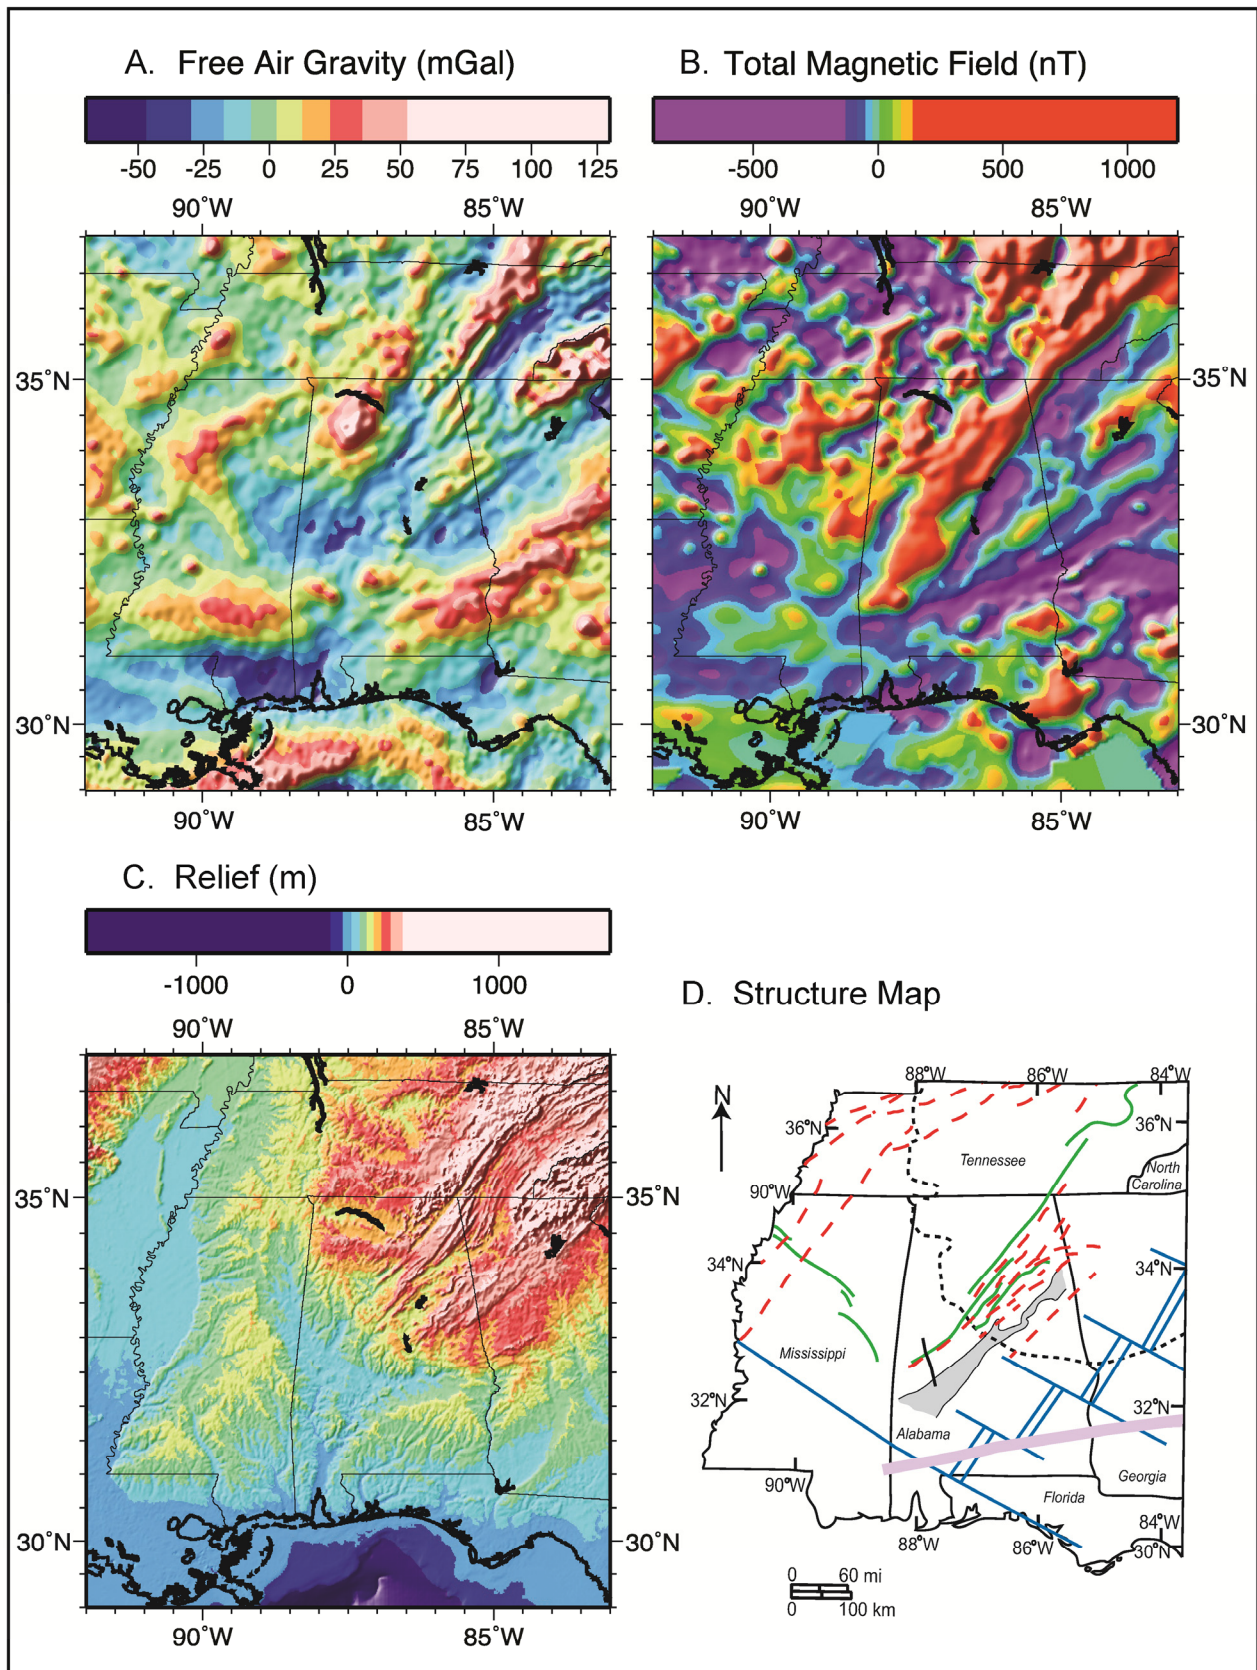 A. Free Air Gravity (mGal)
B. Total Magnetic Field (nT)
-50 -25 0 25 50 75 100 125
-500 0 500 1000
90˚W 85˚W
90˚W 85˚W
35˚N
35˚N
30˚N
30˚N
90˚W 85˚W
90˚W 85˚W
C. Relief (m)
-1000 0 1000
90˚W 85˚W
35˚N
35˚N
30˚N
30˚N
90˚W 85˚W
D. Structure Map
N
88°W 86°W 84°W
36°N
36°N
Tennessee
North
Carolina
90°W
34°N
34°N
Mississippi
32°N
32°N
Alabama
Georgia
90°W
Florida
84°W
88°W 86°W 30°N
0 60 mi
0 100 km